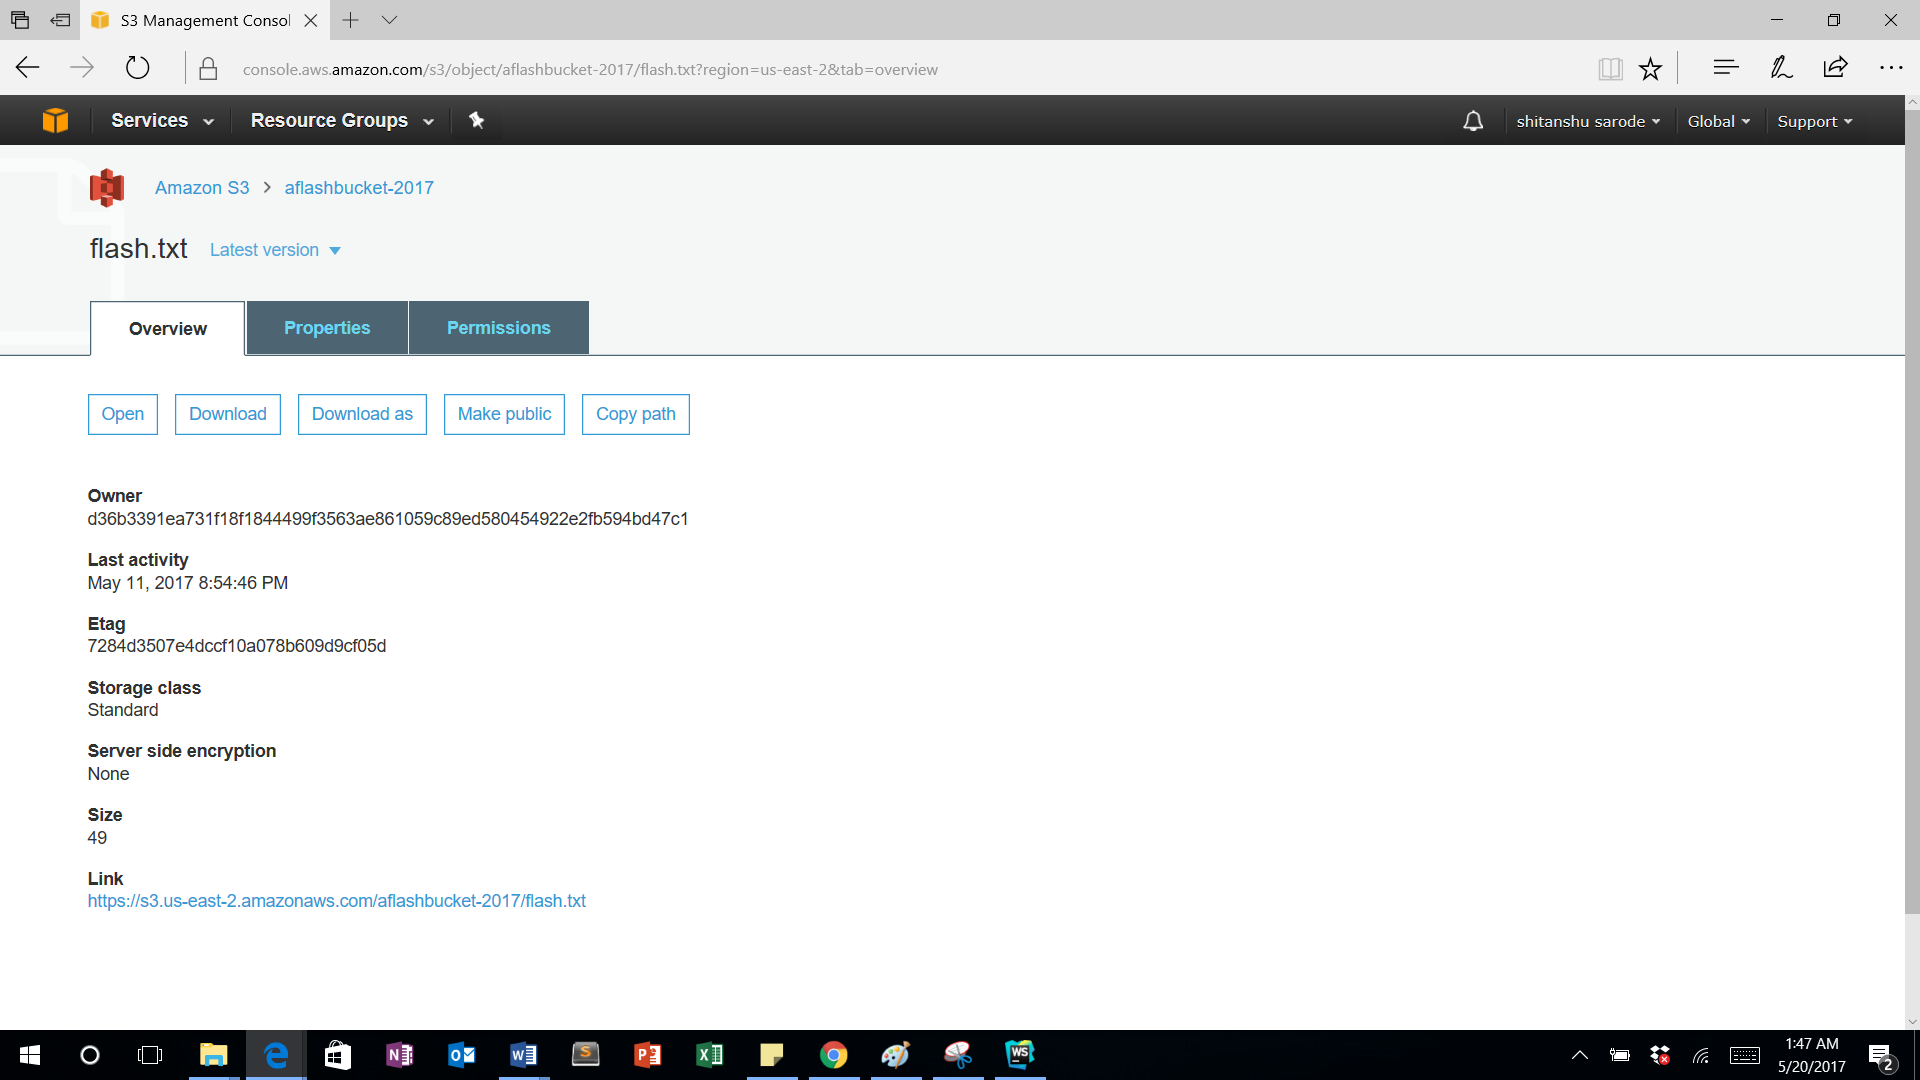 S3 Management Consol
console.aws.amazon.com/s3/object/aflashbucket-2017/flash.txt?region=us-east-2&tab=overview
Services Resource Groups shitanshu sarode Global Support
Amazon S3 > aflashbucket-2017
flash.txt Latest version
Overview Properties Permissions
Open Download Download as Make public Copy path
Owner
d36b3391ea731f18f1844499f3563ae861059c89ed580454922e2fb594bd47c1
Last activity
May 11, 2017 8:54:46 PM
Etag
7284d3507e4dccf10a078b609d9cf05d
Storage class
Standard
Server side encryption
None
Size
49
Link
https://s3.us-east-2.amazonaws.com/aflashbucket-2017/flash.txt
1:47 AM
5/20/2017
2